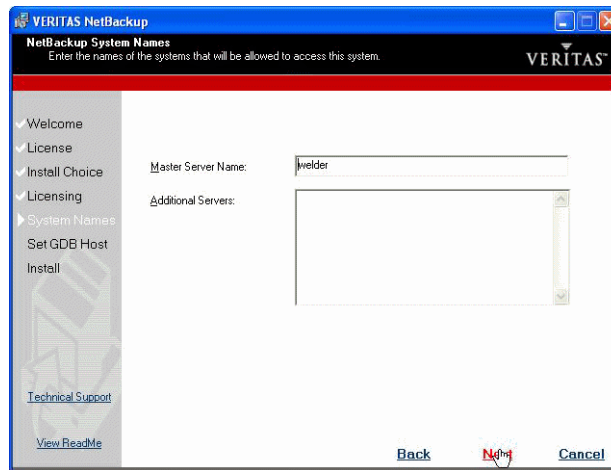 VERITAS NetBackup
NetBackup System Names
Enter the names of the systems that will be allowed to access this system.
VERITAS™
Welcome
License
Install Choice
Licensing
System Names
Set GDB Host
Install
Master Server Name:
welder
Additional Servers:
Technical Support
View ReadMe
Back
Next
Cancel